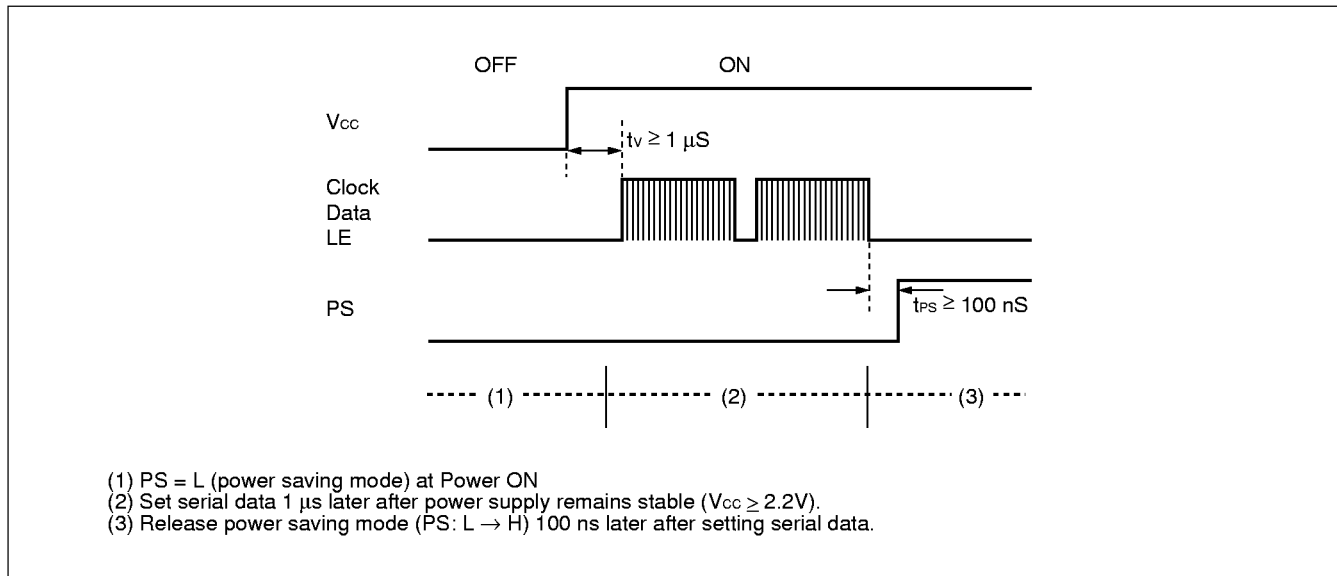 OFF ON
Vcc
tv ≥ 1 μS
Clock
Data
LE
PS
tPS ≥ 100 nS
(1) (2) (3)
(1) PS = L (power saving mode) at Power ON
(2) Set serial data 1 μs later after power supply remains stable (Vcc ≥ 2.2V).
(3) Release power saving mode (PS: L → H) 100 ns later after setting serial data.